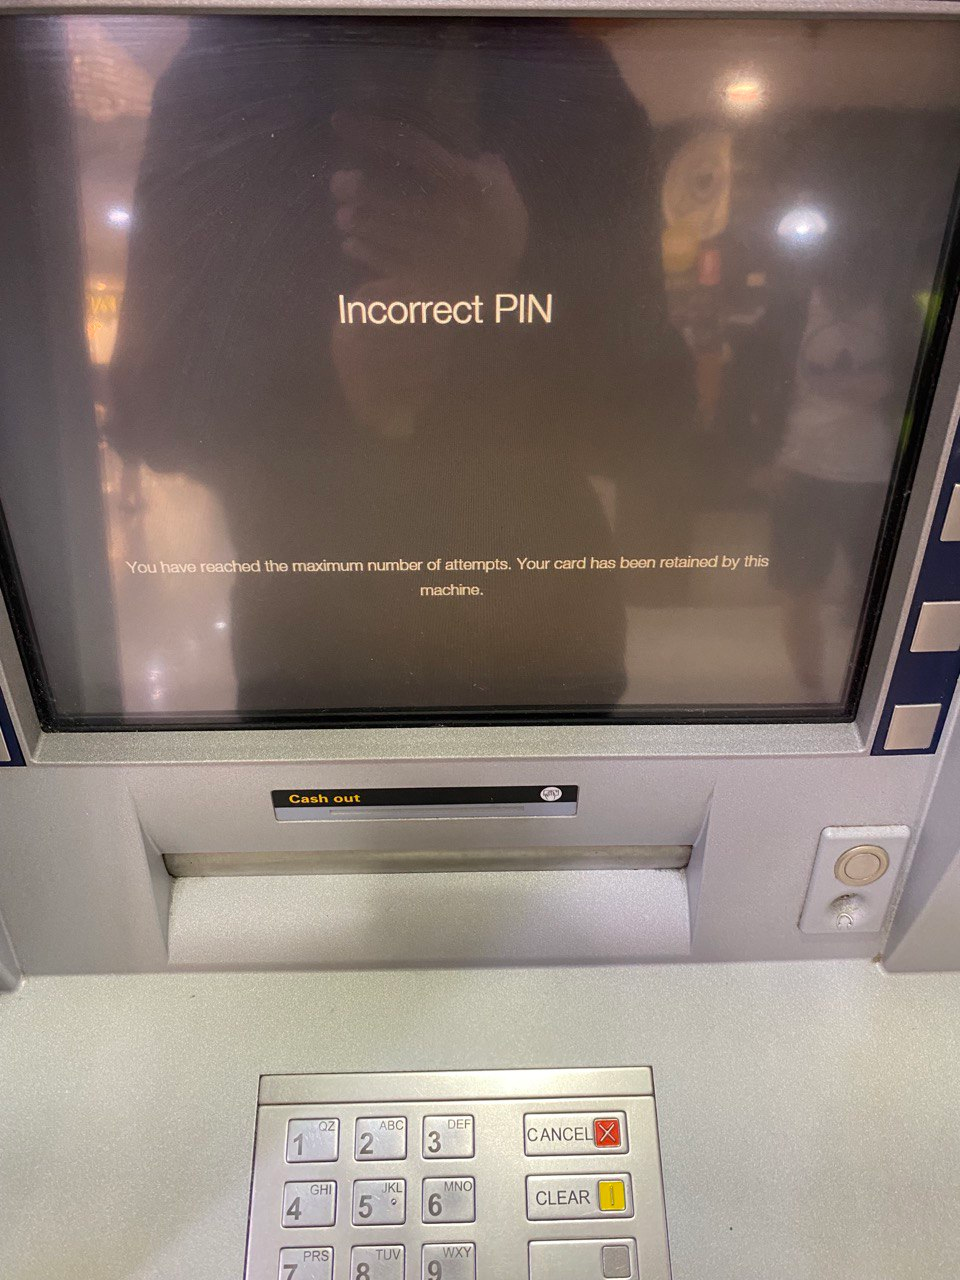 Incorrect PIN
You have reached the maximum number of attempts. Your card has been retained by this
machine.
Cash out
1 QZ 2 ABC 3 DEF CANCEL
4 GHI 5 JKL 6 MNO CLEAR
7 PRS 8 TUV 9 WXY